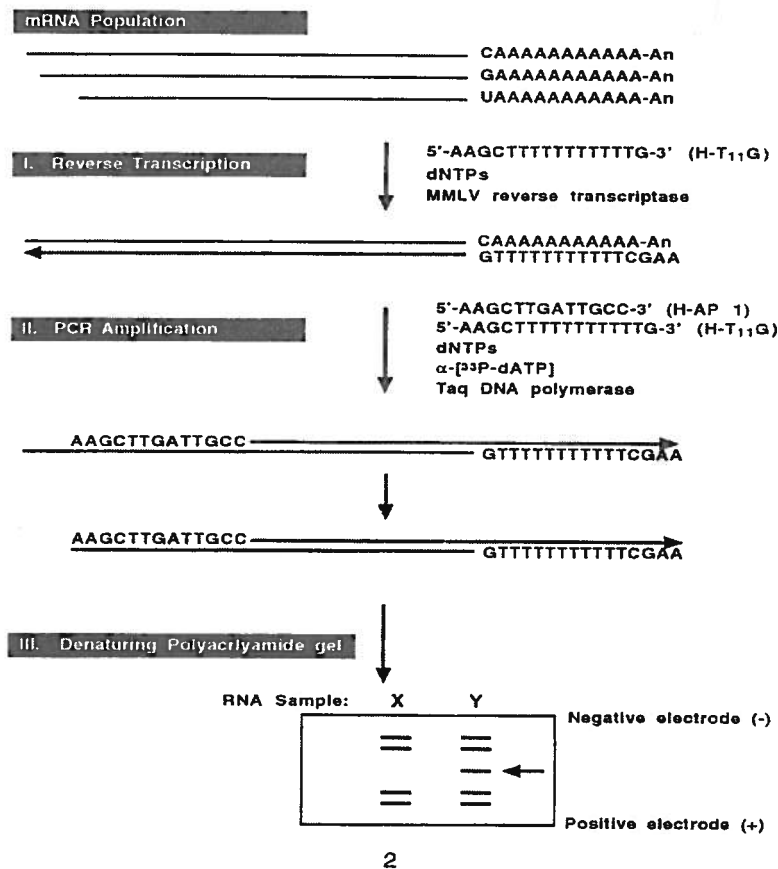 mRNA Population
CAAAAAAAAAAA-An
GAAAAAAAAAAA-An
UAAAAAAAAAAA-An
I. Reverse Transcription
5'-AAGCTTTTTTTTTTTG-3' (H-T₁₁G)
dNTPs
MMLV reverse transcriptase
CAAAAAAAAAAA-An
GTTTTTTTTTTTCGAA
II. PCR Amplification
5'-AAGCTTGATTGCC-3' (H-AP 1)
5'-AAGCTTTTTTTTTTTG-3' (H-T₁₁G)
dNTPs
α-[³³P-dATP]
Taq DNA polymerase
AAGCTTGATTGCC
GTTTTTTTTTTTCGAA
AAGCTTGATTGCC
GTTTTTTTTTTTCGAA
III. Denaturing Polyacrlyamide gel
RNA Sample: X Y
Negative electrode (-)
Positive electrode (+)
2